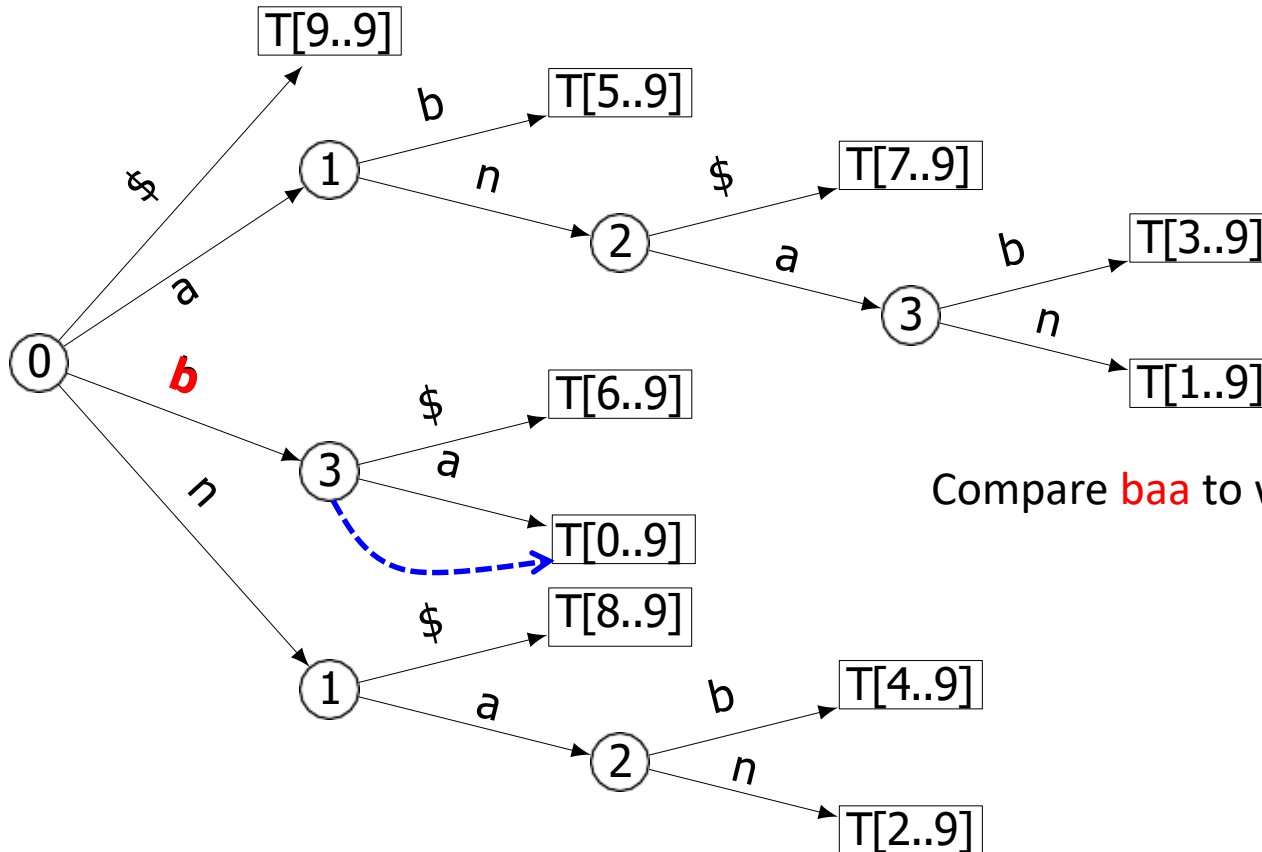 T[9..9]
b
T[5..9]
$
1
n
$
T[7..9]
2
a
b
T[3..9]
a
3
n
0
b
T[1..9]
$
T[6..9]
3
a
n
Compare baa to
T[0..9]
$
T[8..9]
1
a
b
T[4..9]
2
n
T[2..9]